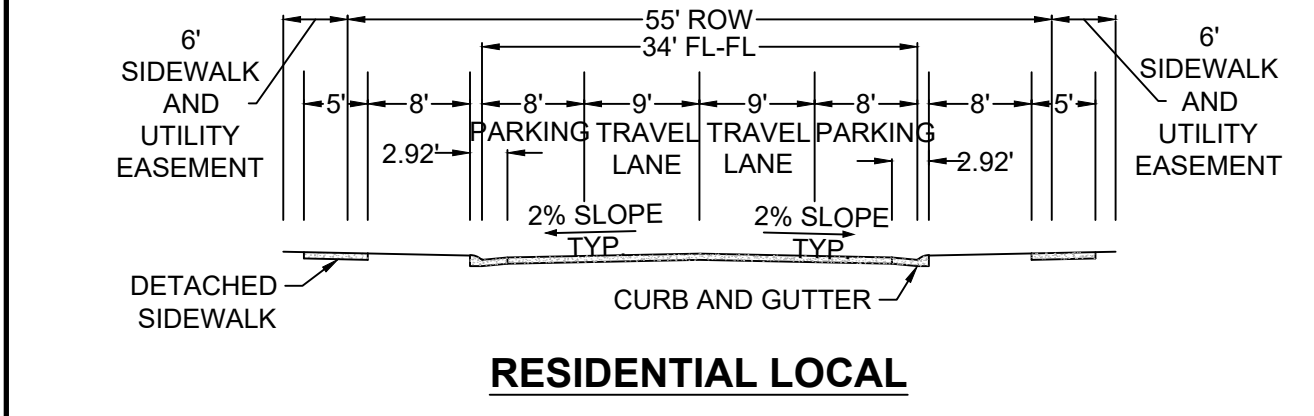 55' ROW
34' FL-FL
6'
SIDEWALK
AND
UTILITY
EASEMENT
6'
SIDEWALK
AND
UTILITY
EASEMENT
5' 8' 8' 9' 9' 8' 8' 5'
PARKING TRAVEL TRAVEL PARKING
LANE LANE
2.92' 2.92'
2% SLOPE 2% SLOPE
TYP. TYP.
DETACHED
SIDEWALK
CURB AND GUTTER
RESIDENTIAL LOCAL